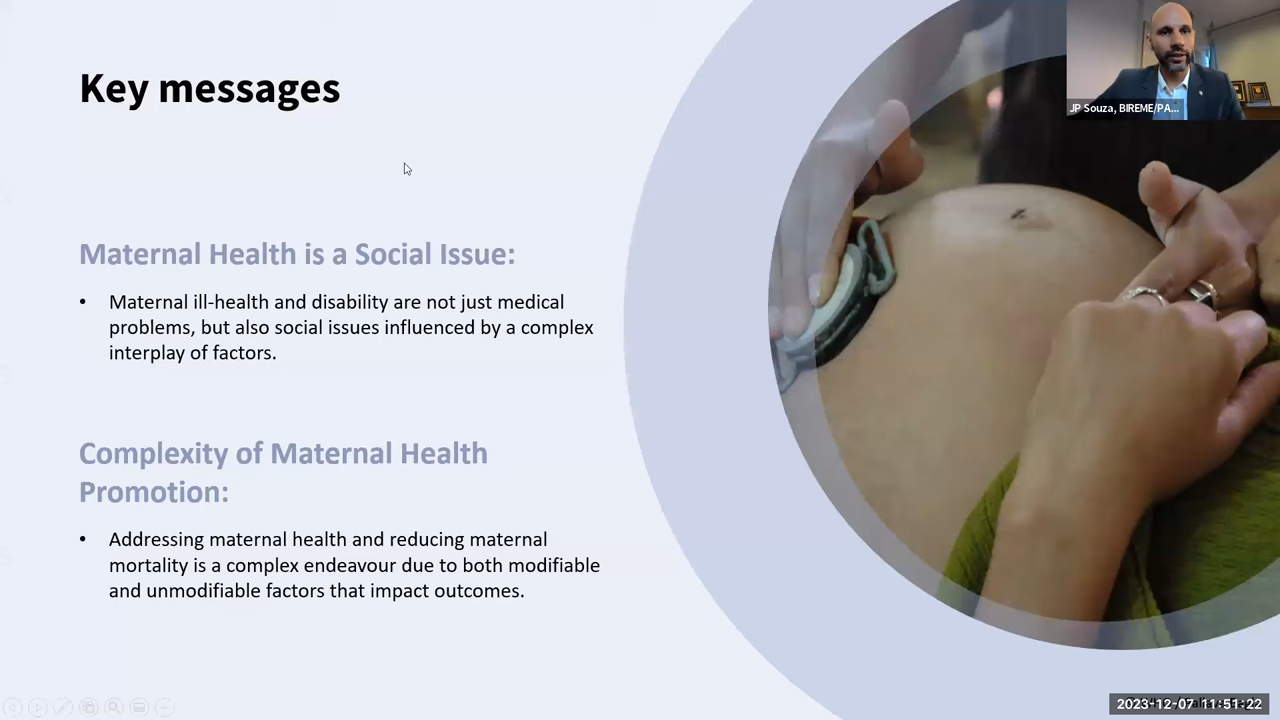 Key messages
Maternal Health is a Social Issue:
• Maternal ill-health and disability are not just medical
problems, but also social issues influenced by a complex
interplay of factors.
Complexity of Maternal Health
Promotion:
• Addressing maternal health and reducing maternal
mortality is a complex endeavour due to both modifiable
and unmodifiable factors that impact outcomes.
JP Souza, BIREME/PA...
2023-12-07 11:51:22